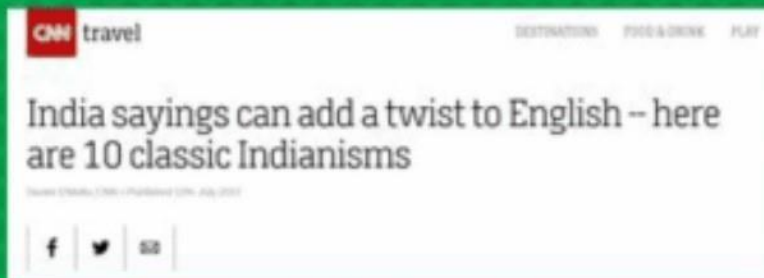 CNN travel
DESTINATIONS FOOD & DRINK PLAY
India sayings can add a twist to English -- here
are 10 classic Indianisms